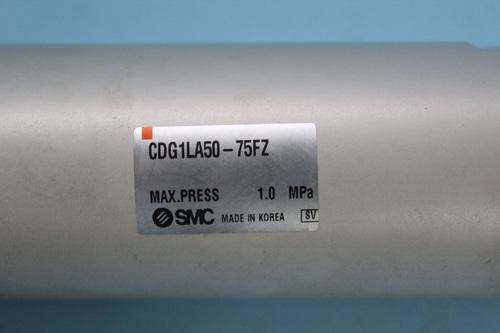 CDG1LA50-75FZ
MAX.PRESS 1.0 MPa
SMC MADE IN KOREA SV